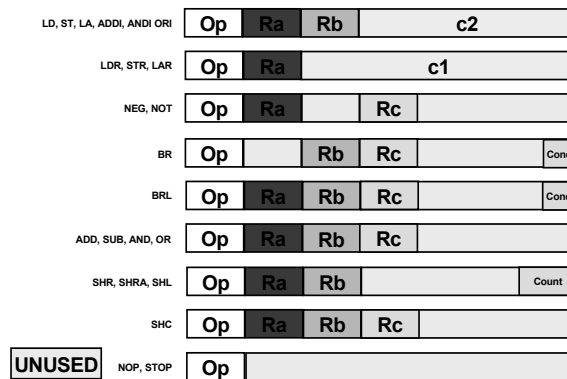 LD, ST, LA, ADDI, ANDI ORI Op Ra Rb c2
LDR, STR, LAR Op Ra c1
NEG, NOT Op Ra Rc
BR Op Rb Rc Cond
BRL Op Ra Rb Rc Cond
ADD, SUB, AND, OR Op Ra Rb Rc
SHR, SHRA, SHL Op Ra Rb Count
SHC Op Ra Rb Rc
UNUSED NOP, STOP Op